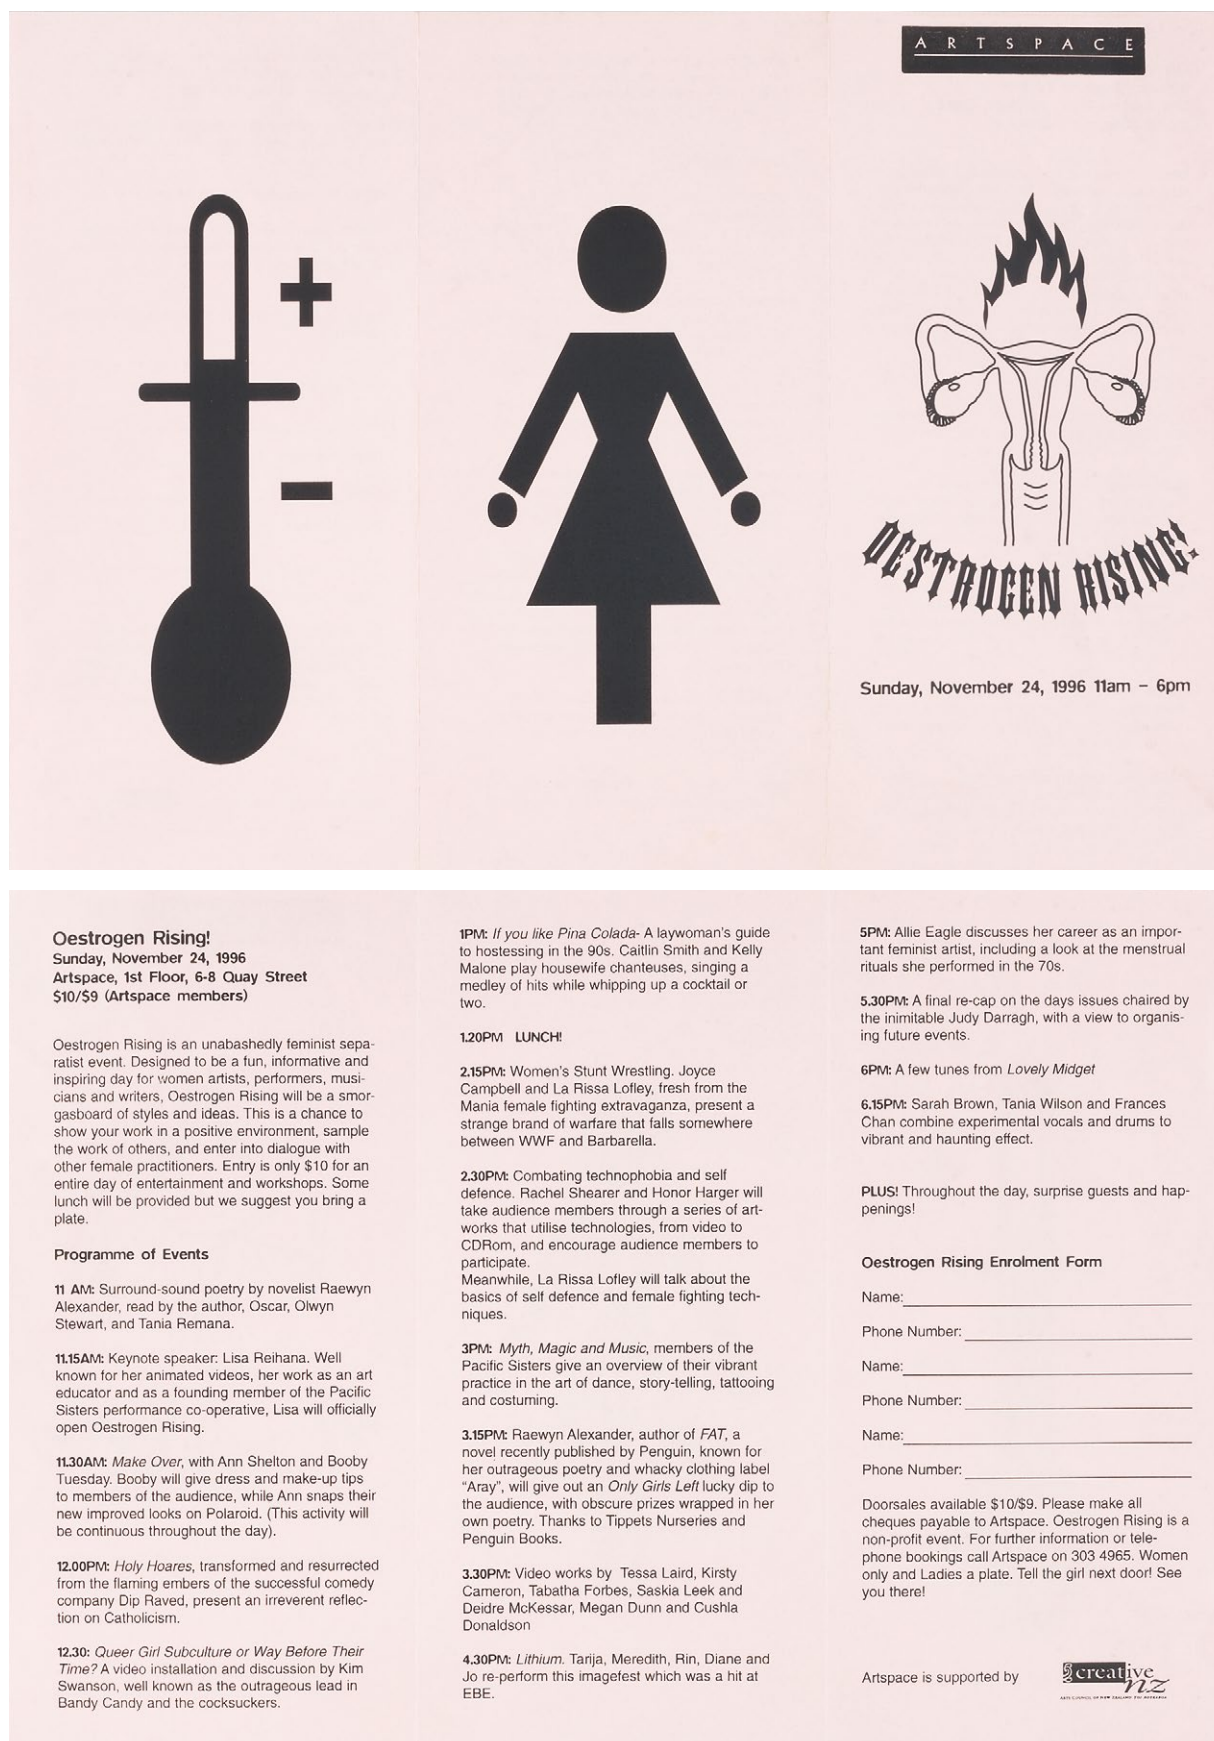 ARTSPACE
+
-
OESTROGEN RISING!
Sunday, November 24, 1996 11am – 6pm
Oestrogen Rising!
Sunday, November 24, 1996
Artspace, 1st Floor, 6-8 Quay Street
$10/$9 (Artspace members)
Oestrogen Rising is an unabashedly feminist sepa-
ratist event. Designed to be a fun, informative and
inspiring day for women artists, performers, musi-
cians and writers, Oestrogen Rising will be a smor-
gasboard of styles and ideas. This is a chance to
show your work in a positive environment, sample
the work of others, and enter into dialogue with
other female practitioners. Entry is only $10 for an
entire day of entertainment and workshops. Some
lunch will be provided but we suggest you bring a
plate.
Programme of Events
11 AM: Surround-sound poetry by novelist Raewyn
Alexander, read by the author, Oscar, Olwyn
Stewart, and Tania Remana.
11.15AM: Keynote speaker: Lisa Reihana. Well
known for her animated videos, her work as an art
educator and as a founding member of the Pacific
Sisters performance co-operative, Lisa will officially
open Oestrogen Rising.
11.30AM: Make Over, with Ann Shelton and Booby
Tuesday. Booby will give dress and make-up tips
to members of the audience, while Ann snaps their
new improved looks on Polaroid. (This activity will
be continuous throughout the day).
12.00PM: Holy Hoares, transformed and resurrected
from the flaming embers of the successful comedy
company Dip Raved, present an irreverent reflec-
tion on Catholicism.
12.30: Queer Girl Subculture or Way Before Their
Time? A video installation and discussion by Kim
Swanson, well known as the outrageous lead in
Bandy Candy and the cocksuckers.
1PM: If you like Pina Colada- A laywoman's guide
to hostessing in the 90s. Caitlin Smith and Kelly
Malone play housewife chanteuses, singing a
medley of hits while whipping up a cocktail or
two.
1.20PM LUNCH!
2.15PM: Women's Stunt Wrestling. Joyce
Campbell and La Rissa Lofley, fresh from the
Mania female fighting extravaganza, present a
strange brand of warfare that falls somewhere
between WWF and Barbarella.
2.30PM: Combating technophobia and self
defence. Rachel Shearer and Honor Harger will
take audience members through a series of art-
works that utilise technologies, from video to
CDRom, and encourage audience members to
participate.
Meanwhile, La Rissa Lofley will talk about the
basics of self defence and female fighting tech-
niques.
3PM: Myth, Magic and Music, members of the
Pacific Sisters give an overview of their vibrant
practice in the art of dance, story-telling, tattooing
and costuming.
3.15PM: Raewyn Alexander, author of FAT, a
novel recently published by Penguin, known for
her outrageous poetry and whacky clothing label
“Aray”, will give out an Only Girls Left lucky dip to
the audience, with obscure prizes wrapped in her
own poetry. Thanks to Tippets Nurseries and
Penguin Books.
3.30PM: Video works by Tessa Laird, Kirsty
Cameron, Tabatha Forbes, Saskia Leek and
Deidre McKessar, Megan Dunn and Cushla
Donaldson
4.30PM: Lithium. Tarija, Meredith, Rin, Diane and
Jo re-perform this imagefest which was a hit at
EBE.
5PM: Allie Eagle discusses her career as an impor-
tant feminist artist, including a look at the menstrual
rituals she performed in the 70s.
5.30PM: A final re-cap on the days issues chaired by
the inimitable Judy Darragh, with a view to organis-
ing future events.
6PM: A few tunes from Lovely Midget
6.15PM: Sarah Brown, Tania Wilson and Frances
Chan combine experimental vocals and drums to
vibrant and haunting effect.
PLUS! Throughout the day, surprise guests and hap-
penings!
Oestrogen Rising Enrolment Form
Name:
Phone Number:
Name:
Phone Number:
Name:
Phone Number:
Doorsales available $10/$9. Please make all
cheques payable to Artspace. Oestrogen Rising is a
non-profit event. For further information or tele-
phone bookings call Artspace on 303 4965. Women
only and Ladies a plate. Tell the girl next door! See
you there!
Artspace is supported by
creative
nz
ARTS COUNCIL OF NEW ZEALAND TOI AOTEAROA